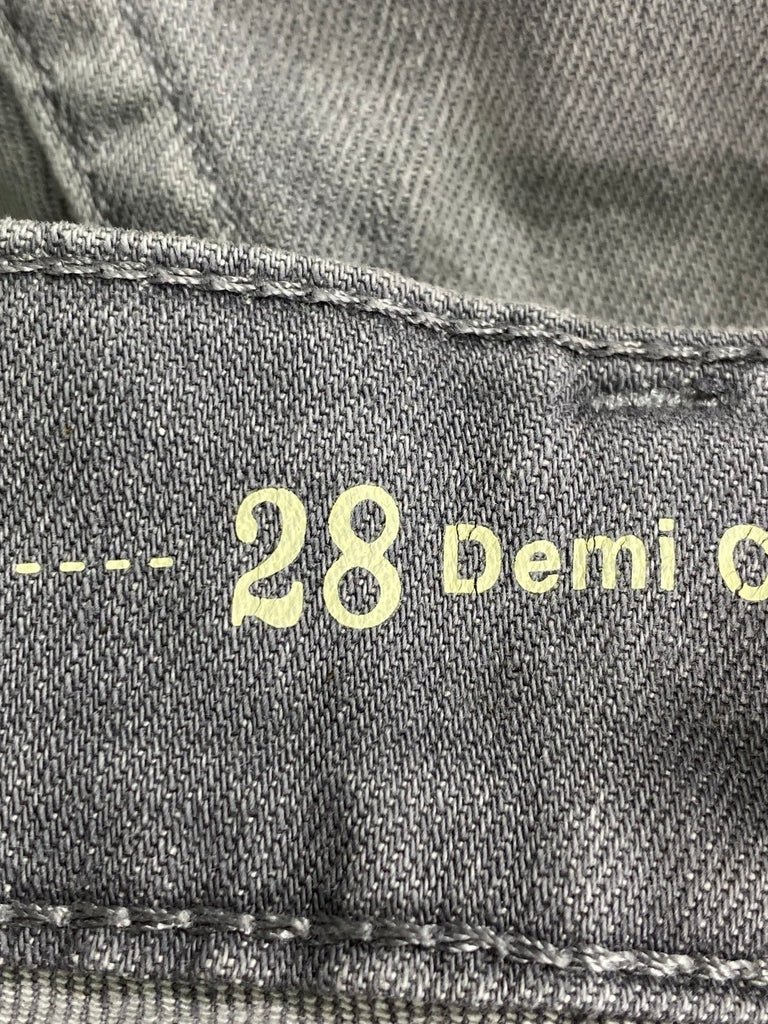 ---- 28 Demi